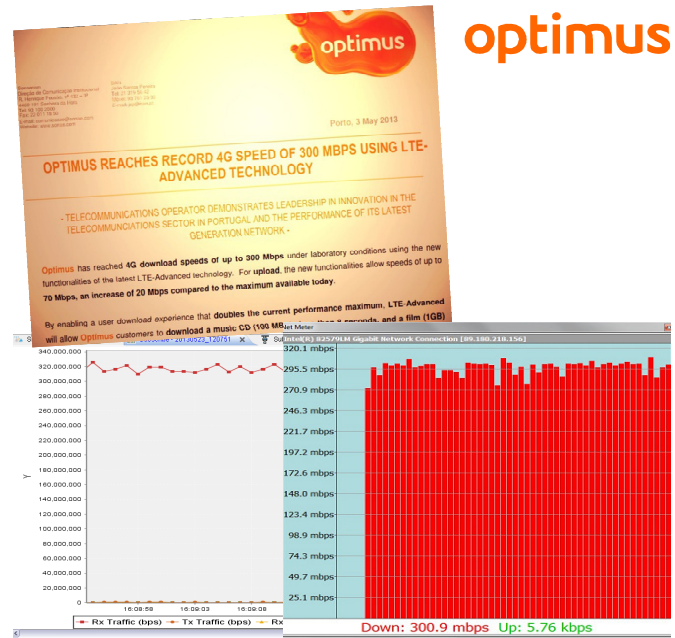 optimus
optimus
Porto, 3 May 2013
OPTIMUS REACHES RECORD 4G SPEED OF 300 MBPS USING LTE-
ADVANCED TECHNOLOGY
- TELECOMMUNICATIONS OPERATOR DEMONSTRATES LEADERSHIP IN INNOVATION IN THE
TELECOMMUNCIATIONS SECTOR IN PORTUGAL AND THE PERFORMANCE OF ITS LATEST
GENERATION NETWORK -
Optimus has reached 4G download speeds of up to 300 Mbps under laboratory conditions using the new
functionalities of the latest LTE-Advanced technology. For upload, the new functionalities allow speeds of up to
70 Mbps, an increase of 20 Mbps compared to the maximum available today.
By enabling a user download experience that doubles the current performance maximum, LTE-Advanced
will allow Optimus customers to download a music CD (100 MB seconds, and a film (1GB)
20130523_120751
340,000,000
320,000,000
300,000,000
280,000,000
260,000,000
240,000,000
220,000,000
200,000,000
180,000,000
160,000,000
140,000,000
120,000,000
100,000,000
80,000,000
60,000,000
40,000,000
20,000,000
0
Y
16:08:58 16:09:03 16:09:08
Rx Traffic (bps) Tx Traffic (bps) Rx
Net Meter
Intel(R) 82579LM Gigabit Network Connection [89.180.218.156]
320.1 mbps
295.5 mbps
270.9 mbps
246.3 mbps
221.7 mbps
197.2 mbps
172.6 mbps
148.0 mbps
123.4 mbps
98.9 mbps
74.3 mbps
49.7 mbps
25.1 mbps
Down: 300.9 mbps Up: 5.76 kbps